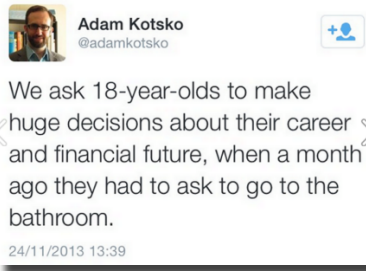 Adam Kotsko
@adamkotsko
We ask 18-year-olds to make
huge decisions about their career
and financial future, when a month
ago they had to ask to go to the
bathroom.
24/11/2013 13:39